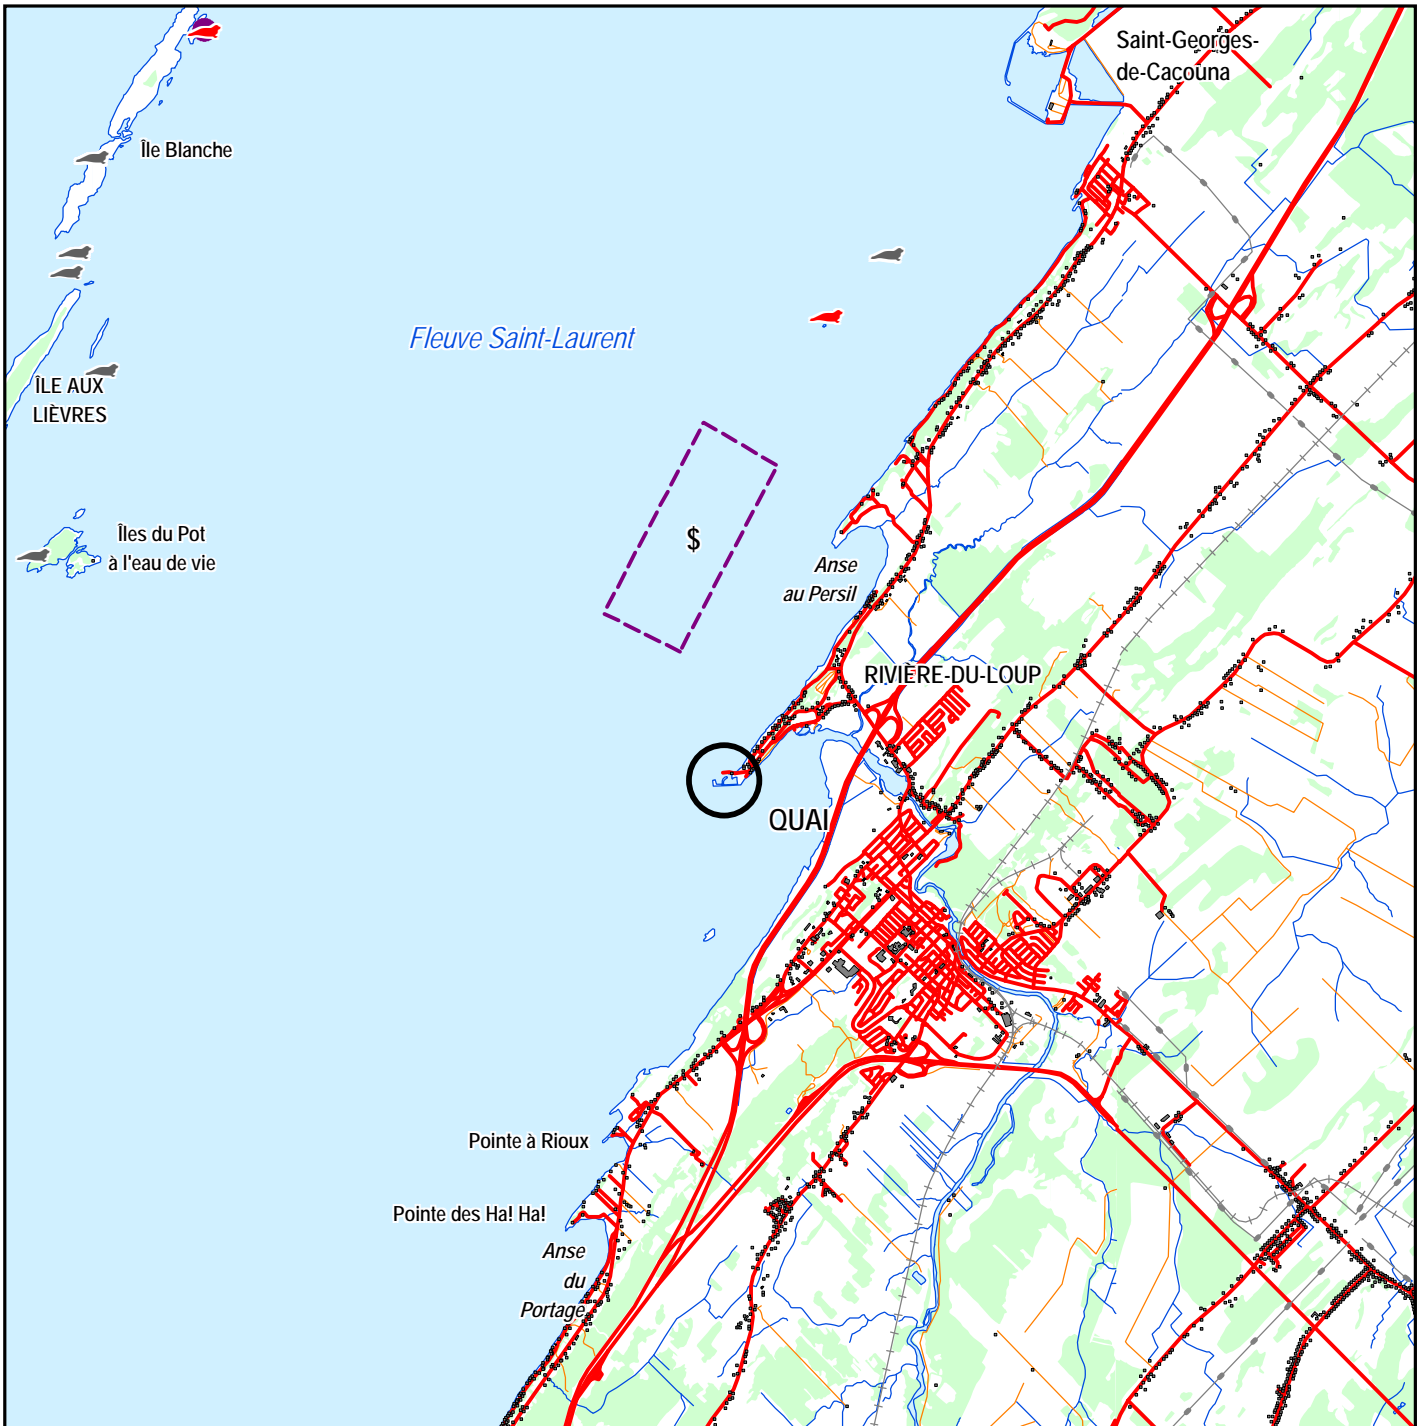 Saint-Georges-
de-Cacouna
Île Blanche
Fleuve Saint-Laurent
ÎLE AUX
LIÈVRES
Îles du Pot
à l'eau de vie
$
Anse
au Persil
RIVIÈRE-DU-LOUP
QUAI
Pointe à Rioux
Pointe des Ha! Ha!
Anse
du
Portage